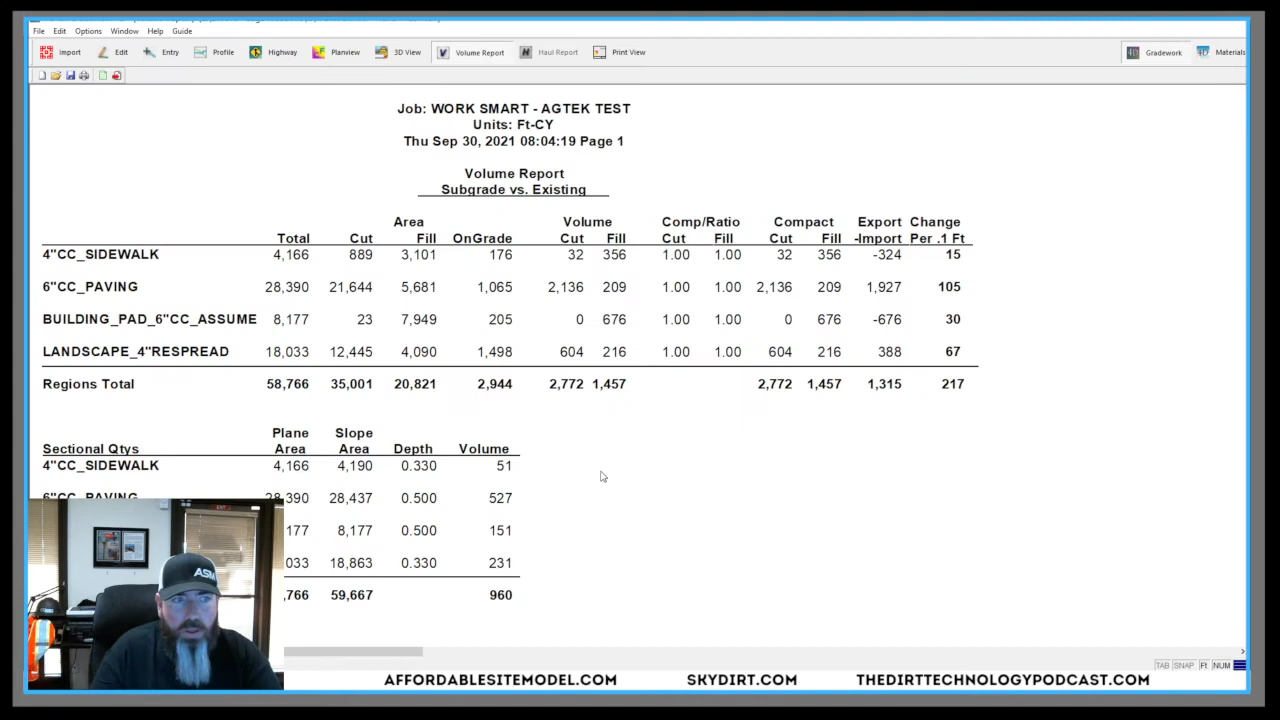 File Edit Options Window Help Guide
Import Edit Entry Profile Highway Planview 3D View Volume Report Haul Report Print View Gradework Materials
Job: WORK SMART - AGTEK TEST
Units: Ft-CY
Thu Sep 30, 2021 08:04:19 Page 1
Volume Report
Subgrade vs. Existing
Area Volume Comp/Ratio Compact Export Change
Total Cut Fill OnGrade Cut Fill Cut Fill Cut Fill -Import Per .1 Ft
4"CC_SIDEWALK 4,166 889 3,101 176 32 356 1.00 1.00 32 356 -324 15
6"CC_PAVING 28,390 21,644 5,681 1,065 2,136 209 1.00 1.00 2,136 209 1,927 105
BUILDING_PAD_6"CC_ASSUME 8,177 23 7,949 205 0 676 1.00 1.00 0 676 -676 30
LANDSCAPE_4"RESPREAD 18,033 12,445 4,090 1,498 604 216 1.00 1.00 604 216 388 67
Regions Total 58,766 35,001 20,821 2,944 2,772 1,457 2,772 1,457 1,315 217
Plane Slope
Sectional Qtys Area Area Depth Volume
4"CC_SIDEWALK 4,166 4,190 0.330 51
6"CC_PAVING 28,390 28,437 0.500 527
177 8,177 0.500 151
033 18,863 0.330 231
,766 59,667 960
EXIT
ASM
TAB SNAP Ft NUM
AFFORDABLESITEMODEL.COM SKYDIRT.COM THEDIRTTECHNOLOGYPODCAST.COM